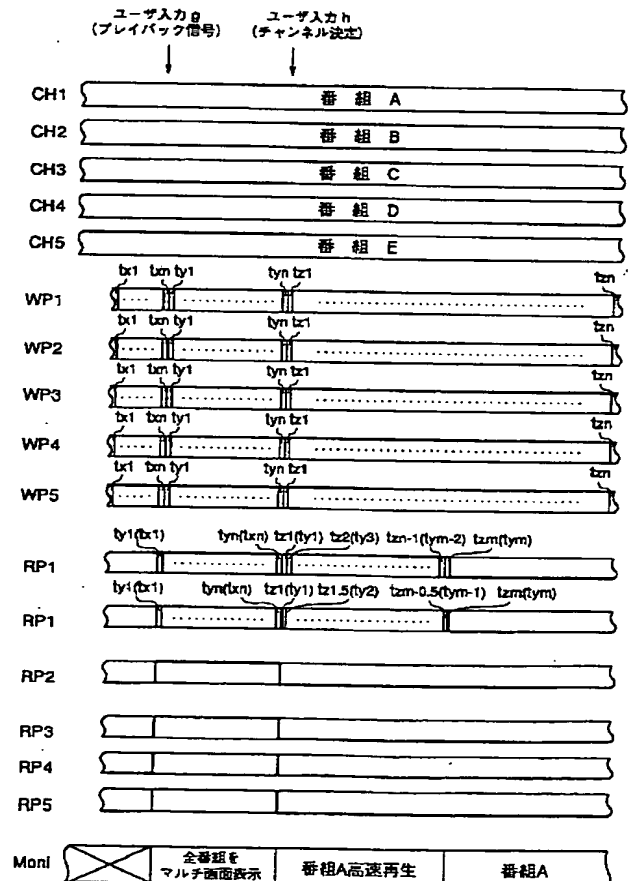 ユーザ入力 g ユーザ入力 h
(プレイバック信号) (チャンネル決定)
CH1 番 組 A
CH2 番 組 B
CH3 番 組 C
CH4 番 組 D
CH5 番 組 E
tx1 txn ty1 tyn tz1 tzn
WP1
tx1 txn ty1 tyn tz1 tzn
WP2
tx1 txn ty1 tyn tz1 tzn
WP3
tx1 txn ty1 tyn tz1 tzn
WP4
tx1 txn ty1 tyn tz1 tzn
WP5
ty1(tx1) tyn(txn) tz1(ty1) tz2(ty3) tzn-1(tym-2) tzm(tym)
RP1
ty1(tx1) tyn(txn) tz1(ty1) tz1.5(ty2) tzm-0.5(tym-1) tzm(tym)
RP1
RP2
RP3
RP4
RP5
Moni 全番組を
マルチ画面表示 番組A高速再生 番組A